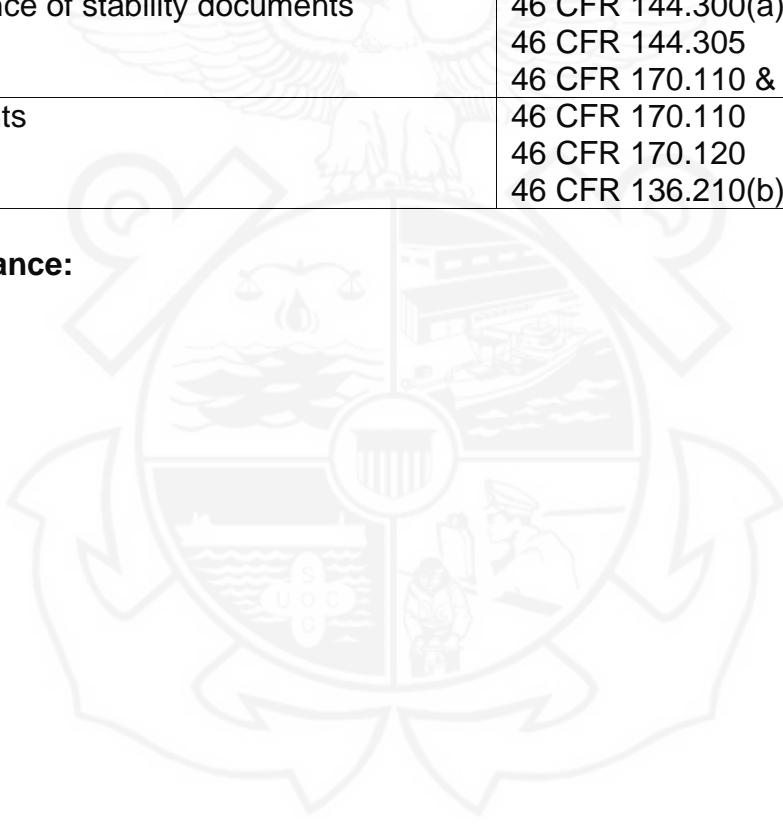 nce of stability documents 46 CFR 144.300(a)
46 CFR 144.305
46 CFR 170.110 &
ts 46 CFR 170.110
46 CFR 170.120
46 CFR 136.210(b)
ance:
S
U O C
G